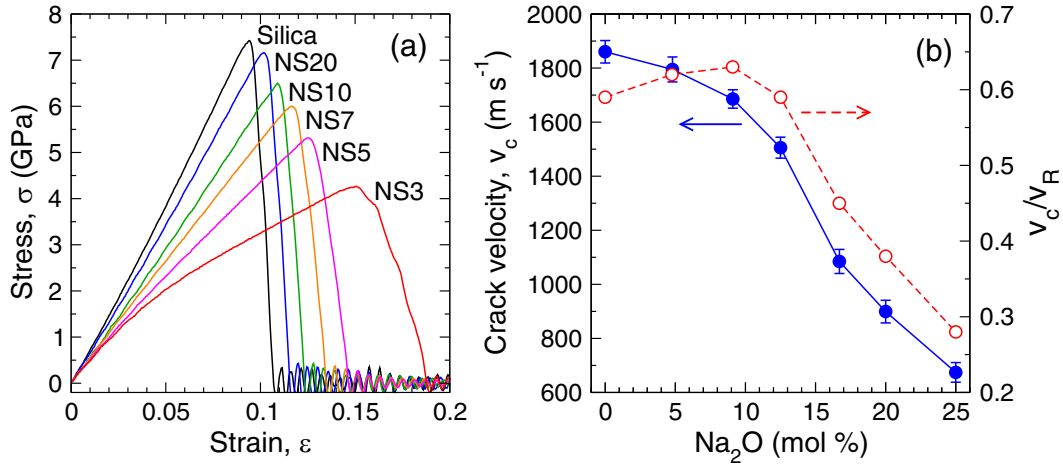 (a)
Silica
NS20
NS10
NS7
NS5
NS3
Stress, σ (GPa)
8
7
6
5
4
3
2
1
0
0
0.05
0.1
0.15
0.2
Strain, ε
(b)
Crack velocity, v_c (m s⁻¹)
2000
1800
1600
1400
1200
1000
800
600
0
5
10
15
20
25
Na₂O (mol %)
0.7
0.6
0.5
0.4
0.3
0.2
v_c/v_R